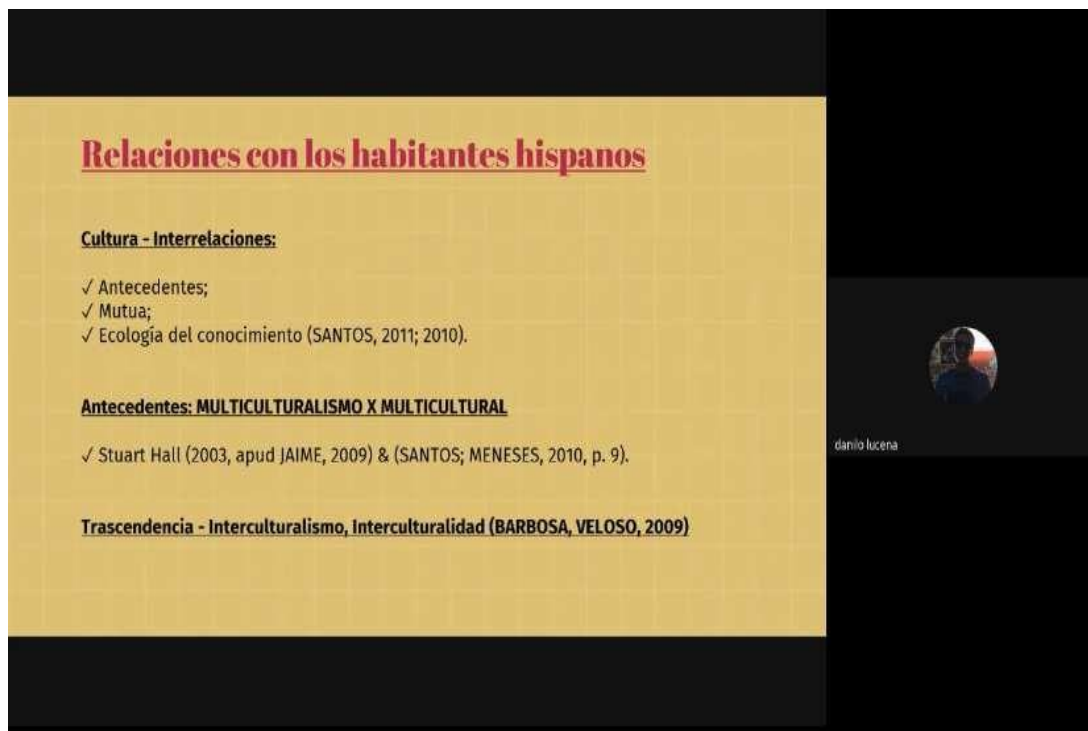 Relaciones con los habitantes hispanos
Cultura - Interrelaciones:
✓ Antecedentes;
✓ Mutua;
✓ Ecología del conocimiento (SANTOS, 2011; 2010).
Antecedentes: MULTICULTURALISMO X MULTICULTURAL
✓ Stuart Hall (2003, apud JAIME, 2009) & (SANTOS; MENESES, 2010, p. 9).
Trascendencia - Interculturalismo, Interculturalidad (BARBOSA, VELOSO, 2009)
danilo lucena